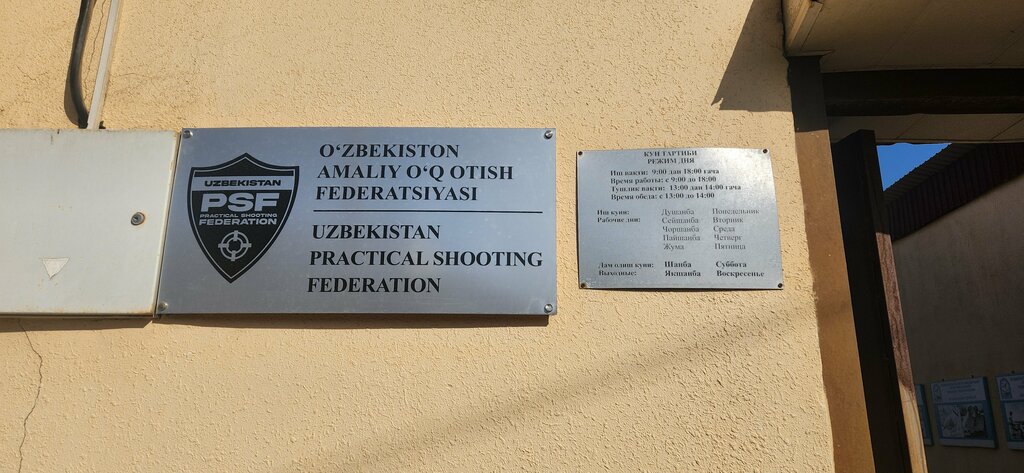 UZBEKISTAN
PSF
PRACTICAL SHOOTING
FEDERATION
O‘ZBEKISTON
AMALIY O‘Q OTISH
FEDERATSIYASI
UZBEKISTAN
PRACTICAL SHOOTING
FEDERATION
КУН ТАРТИБИ
РЕЖИМ ДНЯ
Иш вакти: 9:00 дан 18:00 гача
Время работы: с 9:00 до 18:00
Тушлик вакти: 13:00 дан 14:00 гача
Время обеда: с 13:00 до 14:00
Иш куни: Душанба Понедельник
Рабочие дни: Сейшанба Вторник
Чоршанба Среда
Пайшанба Четверг
Жума Пятница
Дам олиш куни: Шанба Суббота
Выходные: Якшанба Воскресенье